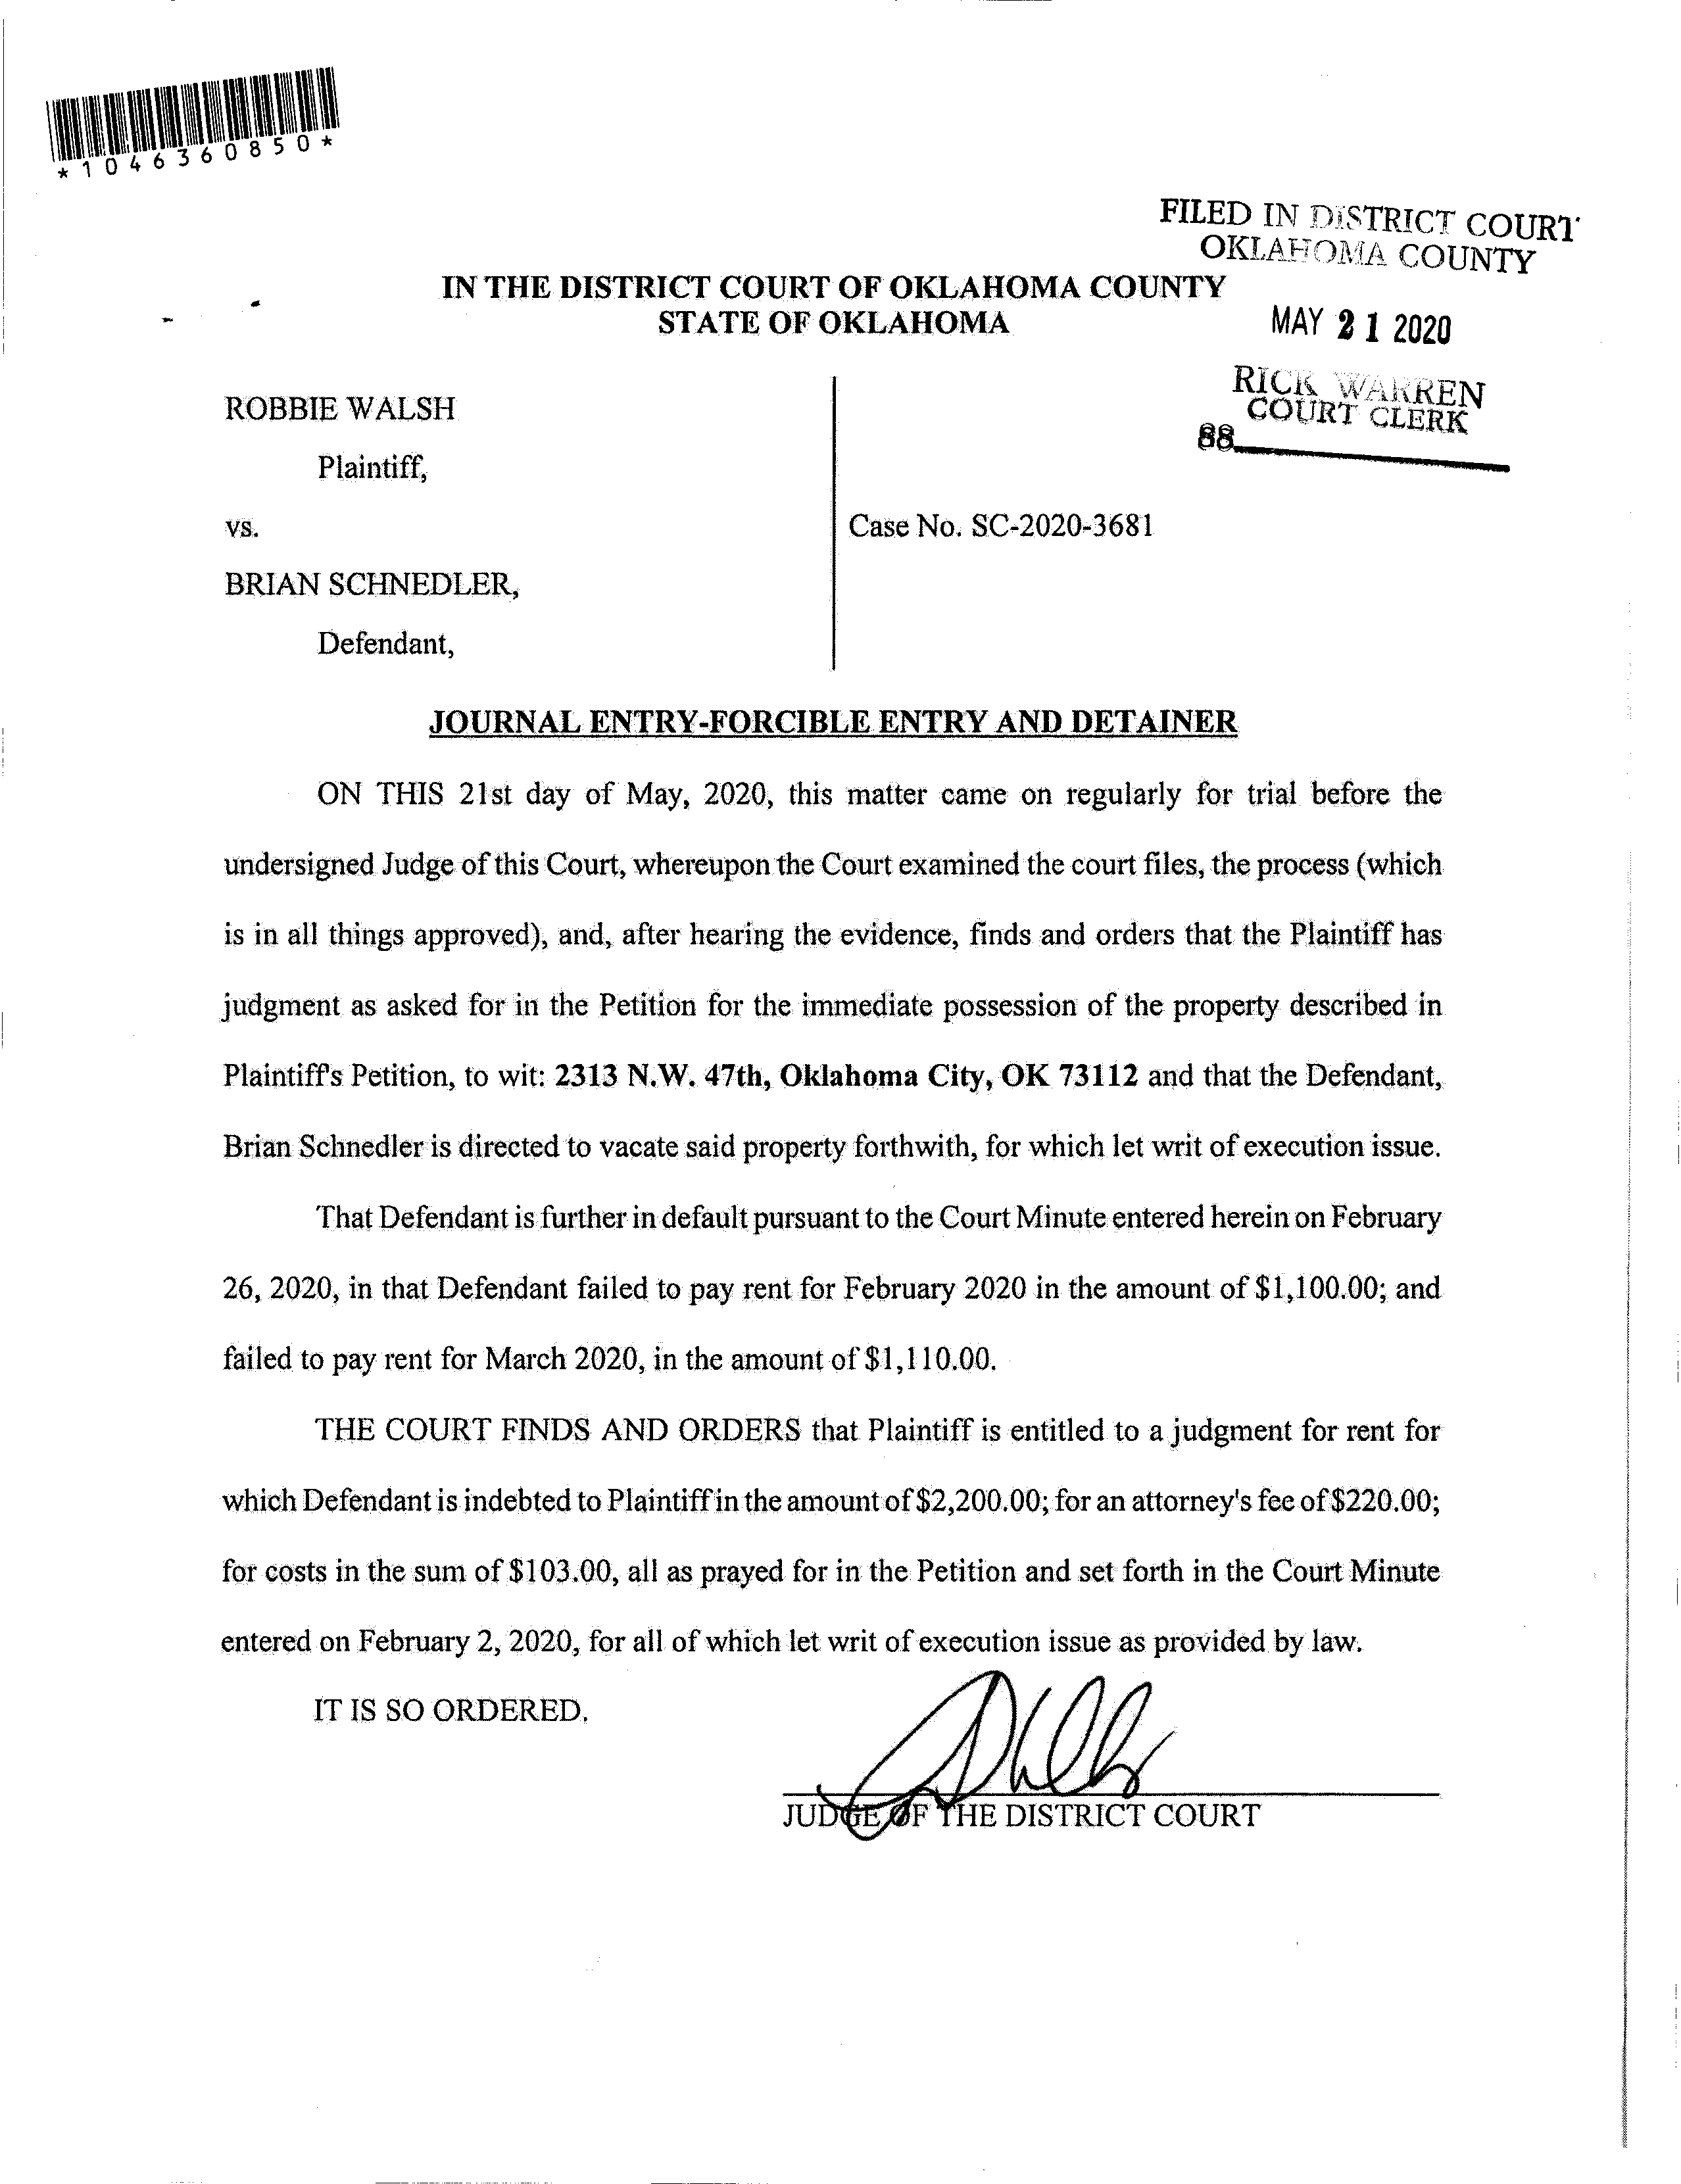 *1046360850*
FILED IN DISTRICT COURT
OKLAHOMA COUNTY
IN THE DISTRICT COURT OF OKLAHOMA COUNTY
STATE OF OKLAHOMA
MAY 21 2020
RICK WARREN
COURT CLERK
88
ROBBIE WALSH
Plaintiff,
vs.
Case No. SC-2020-3681
BRIAN SCHNEDLER,
Defendant,
JOURNAL ENTRY-FORCIBLE ENTRY AND DETAINER
ON THIS 21st day of May, 2020, this matter came on regularly for trial before the
undersigned Judge of this Court, whereupon the Court examined the court files, the process (which
is in all things approved), and, after hearing the evidence, finds and orders that the Plaintiff has
judgment as asked for in the Petition for the immediate possession of the property described in
Plaintiff's Petition, to wit: 2313 N.W. 47th, Oklahoma City, OK 73112 and that the Defendant,
Brian Schnedler is directed to vacate said property forthwith, for which let writ of execution issue.
That Defendant is further in default pursuant to the Court Minute entered herein on February
26, 2020, in that Defendant failed to pay rent for February 2020 in the amount of $1,100.00; and
failed to pay rent for March 2020, in the amount of $1,110.00.
THE COURT FINDS AND ORDERS that Plaintiff is entitled to a judgment for rent for
which Defendant is indebted to Plaintiff in the amount of $2,200.00; for an attorney's fee of $220.00;
for costs in the sum of $103.00, all as prayed for in the Petition and set forth in the Court Minute
entered on February 2, 2020, for all of which let writ of execution issue as provided by law.
IT IS SO ORDERED.
JUDGE OF THE DISTRICT COURT